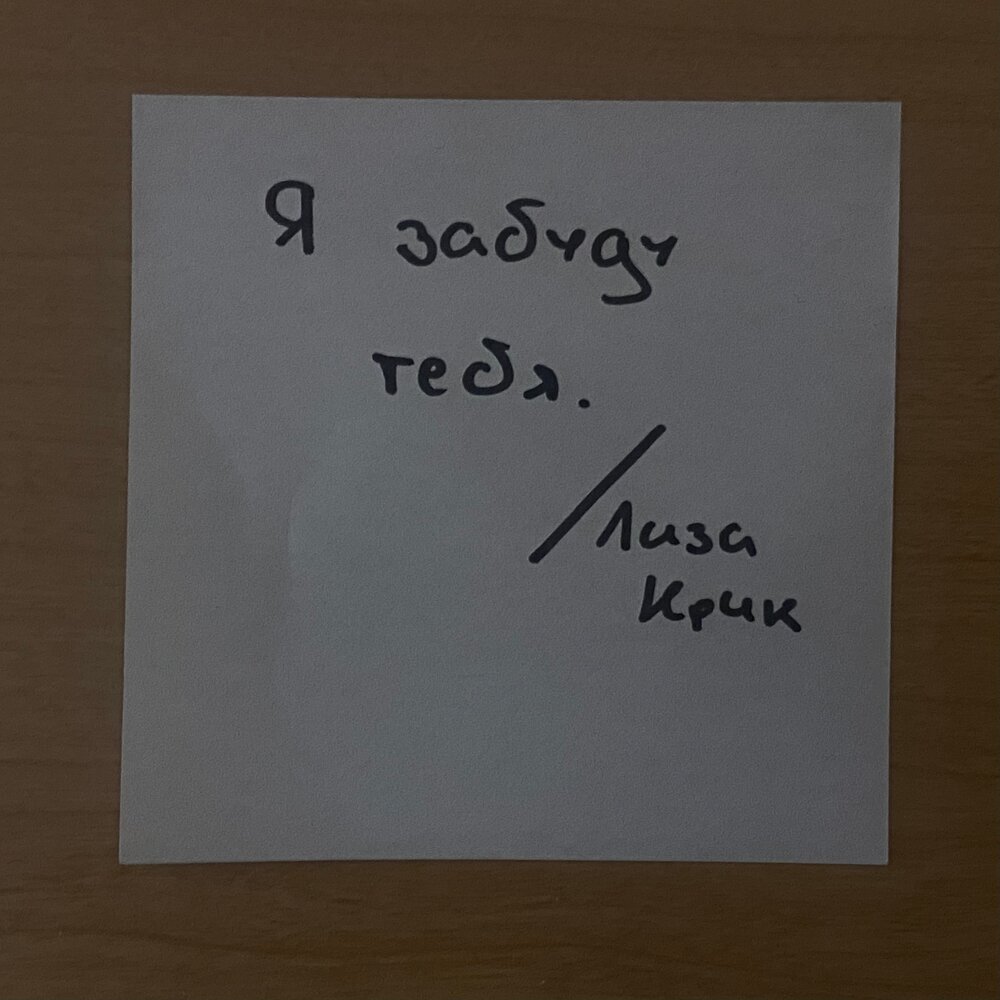 Я забуду
тебя.
/Лиза
Крик